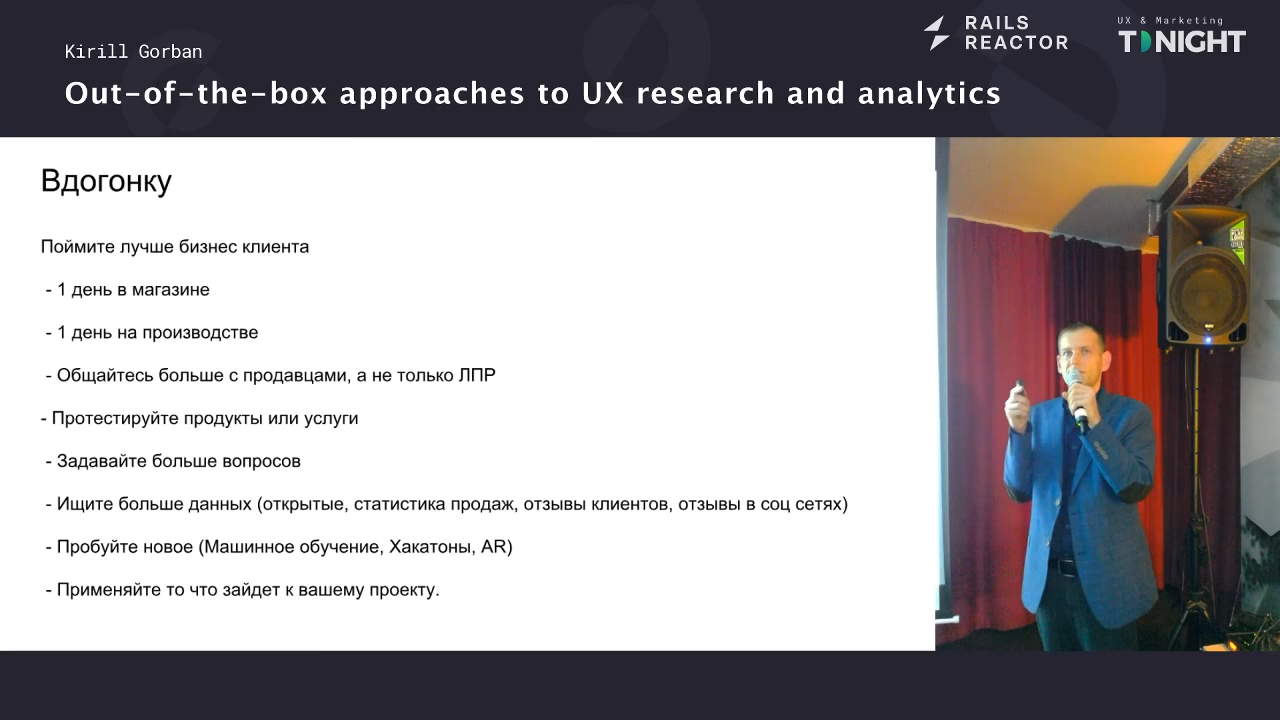 Kirill Gorban
Out-of-the-box approaches to UX research and analytics
RAILS
REACTOR
UX & Marketing
TONIGHT
Вдогонку
Поймите лучше бизнес клиента
- 1 день в магазине
- 1 день на производстве
- Общайтесь больше с продавцами, а не только ЛПР
- Протестируйте продукты или услуги
- Задавайте больше вопросов
- Ищите больше данных (открытые, статистика продаж, отзывы клиентов, отзывы в соц сетях)
- Пробуйте новое (Машинное обучение, Хакатоны, AR)
- Применяйте то что зайдет к вашему проекту.